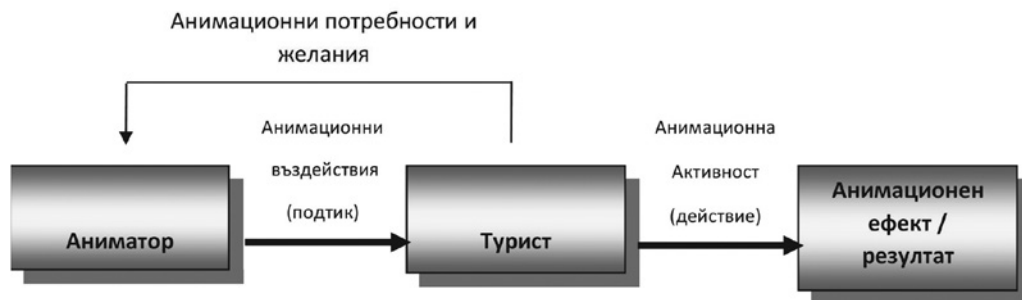 Анимационни потребности и
желания
Анимационни
въздействия
(подтик)
Анимационна
Активност
(действие)
Аниматор
Турист
Анимационен
ефект /
резултат